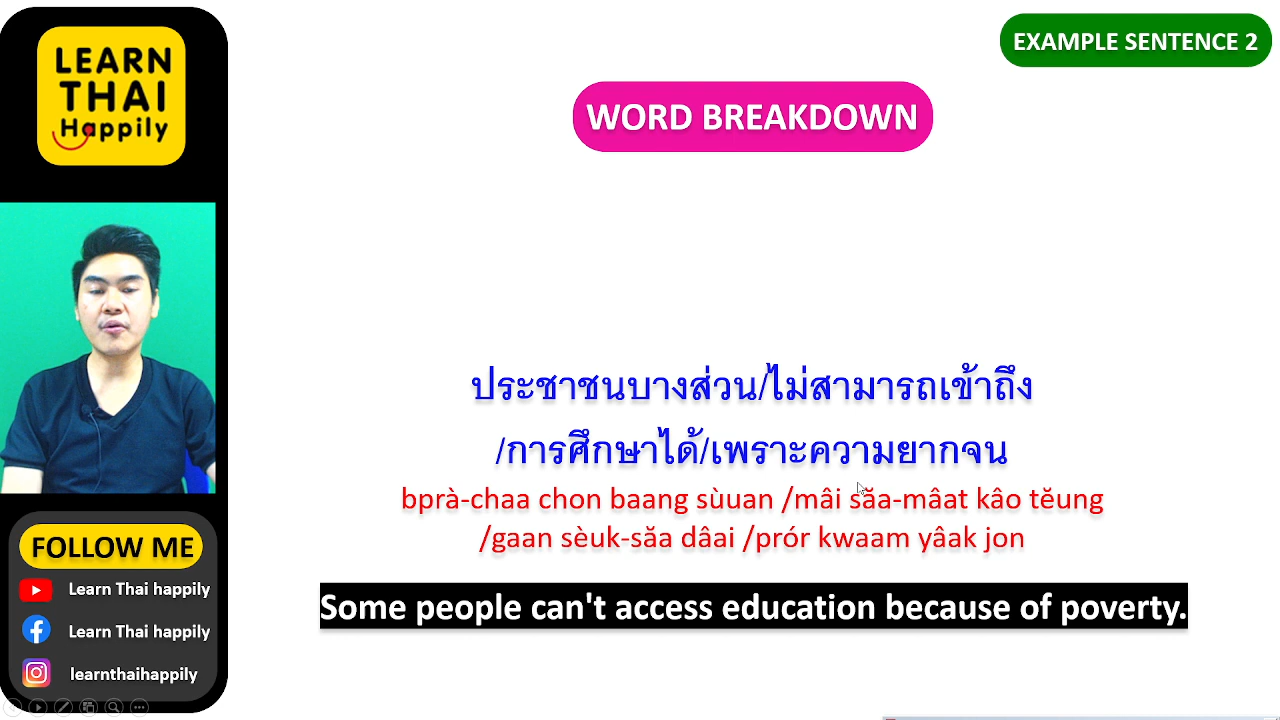 LEARN
THAI
Happily
EXAMPLE SENTENCE 2
WORD BREAKDOWN
ประชาชนบางส่วน/ไม่สามารถเข้าถึง
/การศึกษาได้/เพราะความยากจน
bprà-chaa chon baang sùuan /mâi săa-mâat kâo tĕung
/gaan sèuk-săa dâai /prór kwaam yâak jon
Some people can't access education because of poverty.
FOLLOW ME
Learn Thai happily
Learn Thai happily
learnthaihappily